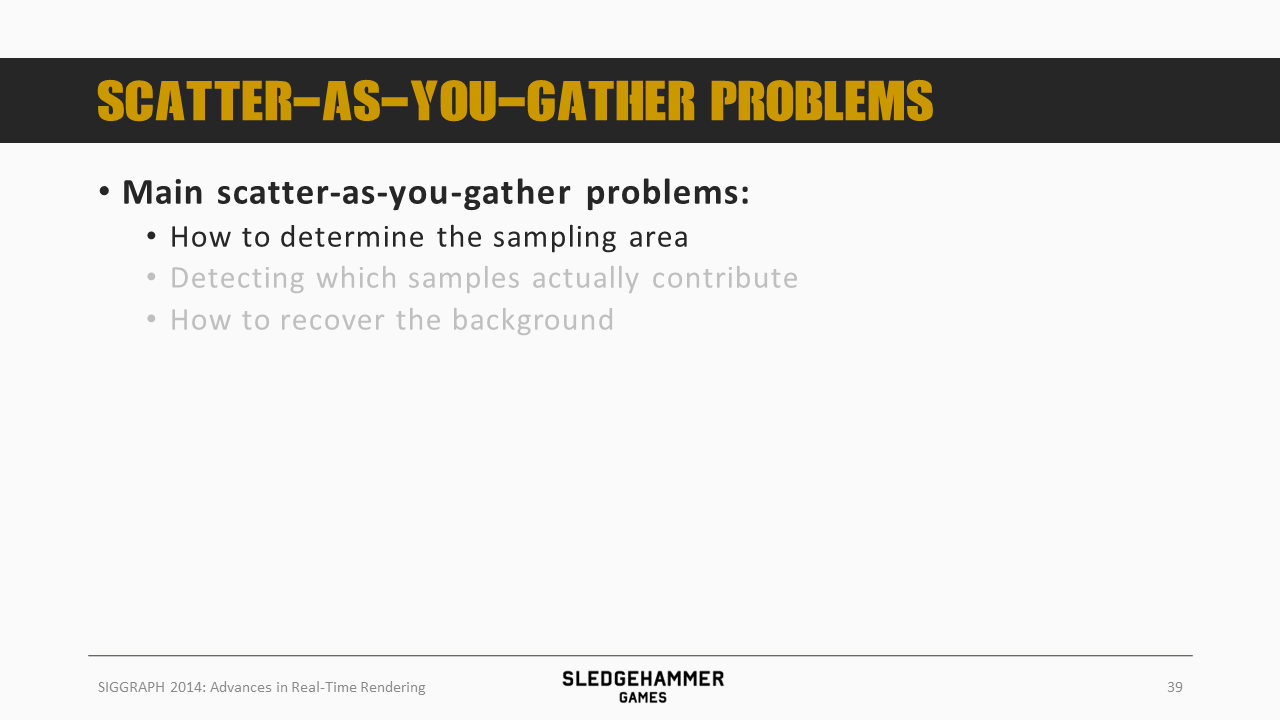 SCATTER-AS-YOU-GATHER PROBLEMS
• Main scatter-as-you-gather problems:
• How to determine the sampling area
• Detecting which samples actually contribute
• How to recover the background
SIGGRAPH 2014: Advances in Real-Time Rendering
SLEDGEHAMMER
GAMES
39